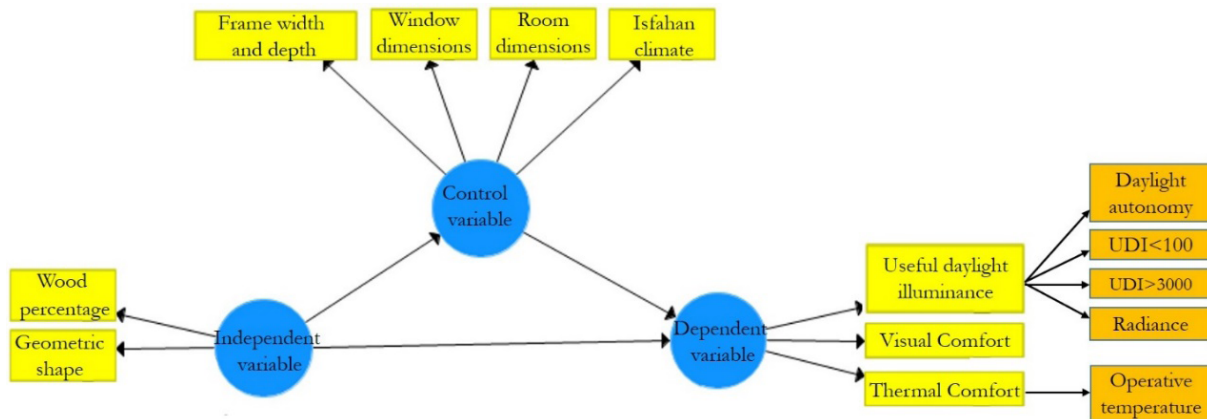 Frame width
and depth
Window
dimensions
Room
dimensions
Isfahan
climate
Control
variable
Wood
percentage
Geometric
shape
Independent
variable
Dependent
variable
Useful daylight
illuminance
Visual Comfort
Thermal Comfort
Daylight
autonomy
UDI<100
UDI>3000
Radiance
Operative
temperature